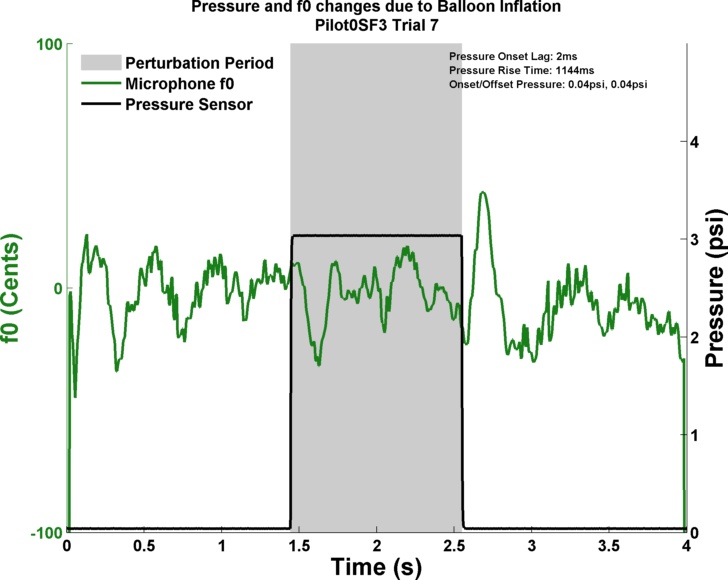 Pressure and f0 changes due to Balloon Inflation
Pilot0SF3 Trial 7
Perturbation Period
Microphone f0
Pressure Sensor
Pressure Onset Lag: 2ms
Pressure Rise Time: 1144ms
Onset/Offset Pressure: 0.04psi, 0.04psi
100
0
-100
f0 (Cents)
4
3
2
1
0
Pressure (psi)
0
0.5
1
1.5
2
2.5
3
3.5
4
Time (s)